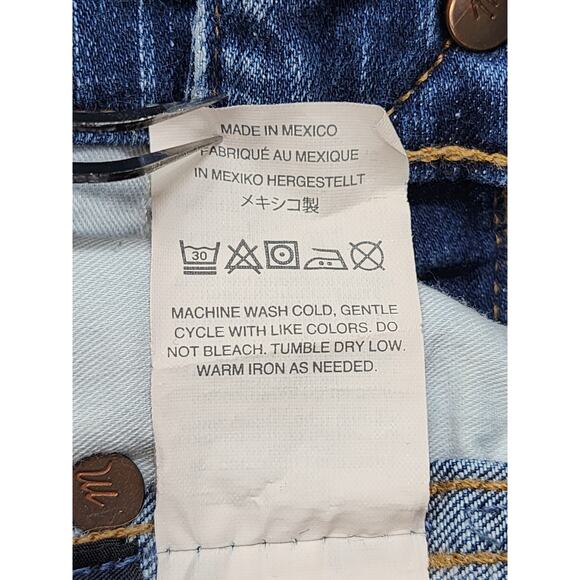 MADE IN MEXICO
FABRIQUÉ AU MEXIQUE
IN MEXIKO HERGESTELLT
メキシコ製
30
MACHINE WASH COLD, GENTLE
CYCLE WITH LIKE COLORS. DO
NOT BLEACH. TUMBLE DRY LOW.
WARM IRON AS NEEDED.